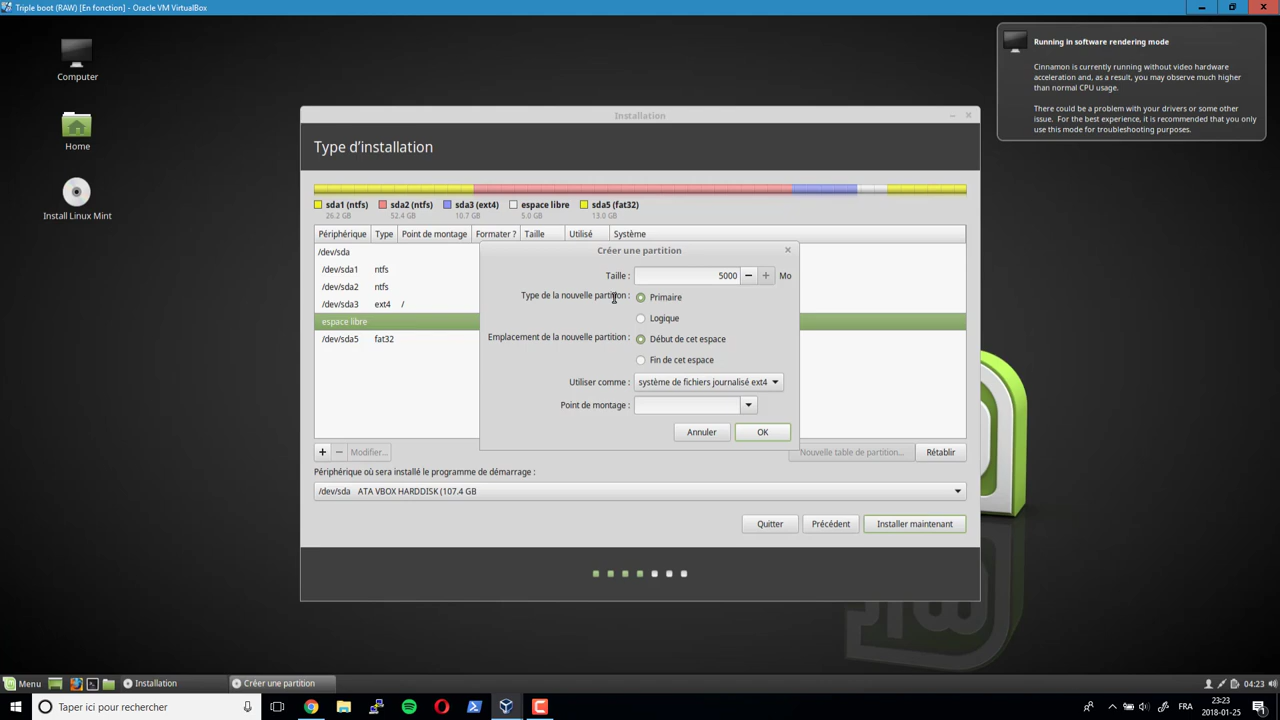 Triple boot (RAW) [En fonction] - Oracle VM VirtualBox
Computer
Home
Install Linux Mint
Running in software rendering mode
Cinnamon is currently running without video hardware
acceleration and, as a result, you may observe much higher
than normal CPU usage.
There could be a problem with your drivers or some other
issue. For the best experience, it is recommended that you only
use this mode for troubleshooting purposes.
Installation
Type d'installation
sda1 (ntfs) sda2 (ntfs) sda3 (ext4) espace libre sda5 (fat32)
26.2 GB 52.4 GB 10.7 GB 5.0 GB 13.0 GB
Périphérique Type Point de montage Formater ? Taille Utilisé Système
/dev/sda
/dev/sda1 ntfs
/dev/sda2 ntfs
/dev/sda3 ext4 /
espace libre
/dev/sda5 fat32
Créer une partition
Taille : 5000 Mo
Type de la nouvelle partition : Primaire
Logique
Emplacement de la nouvelle partition : Début de cet espace
Fin de cet espace
Utiliser comme : système de fichiers journalisé ext4
Point de montage :
Annuler OK
+ − Modifier... Nouvelle table de partition... Rétablir
Périphérique où sera installé le programme de démarrage :
/dev/sda ATA VBOX HARDDISK (107.4 GB
Quitter Précédent Installer maintenant
Menu Installation Créer une partition 04:23
Taper ici pour rechercher FRA 23:23
2018-01-25